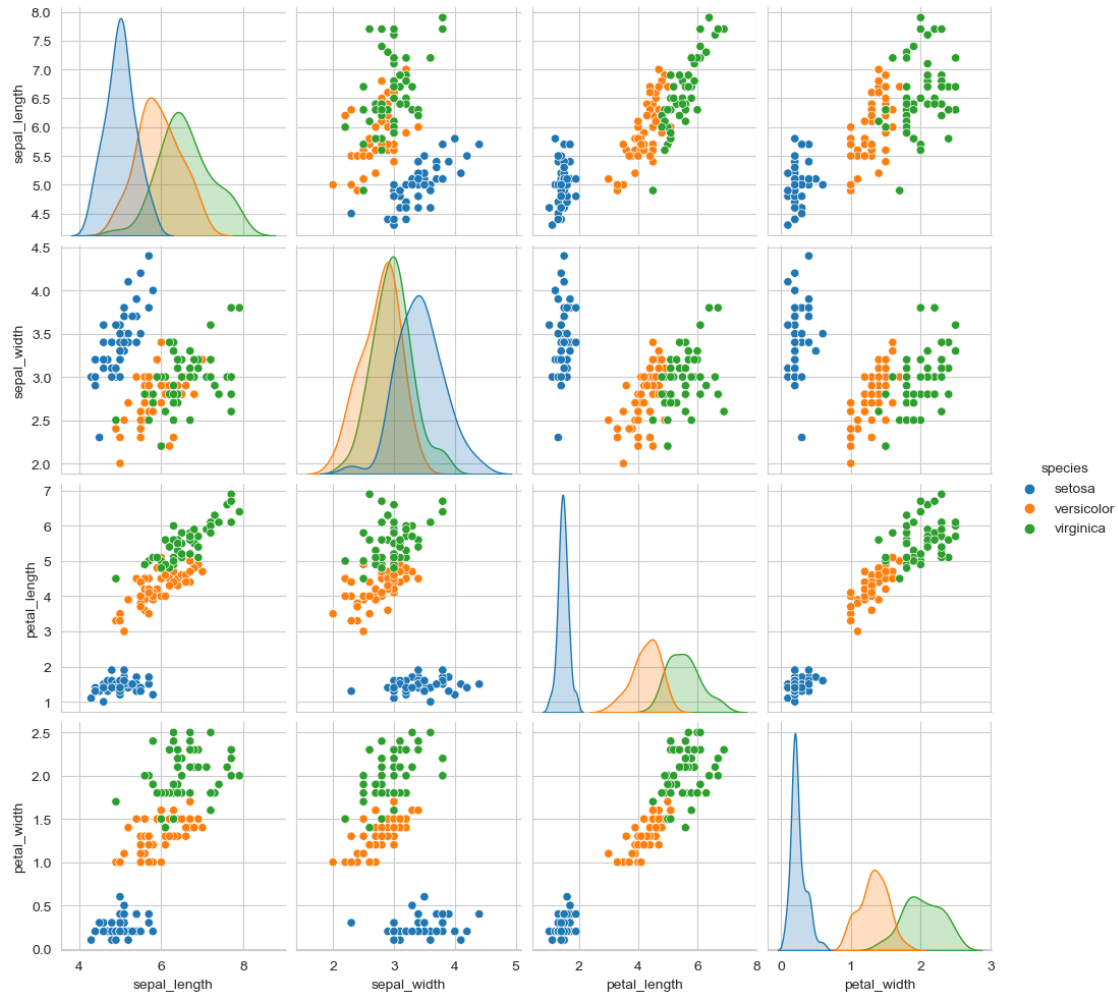 8.0
7.5
7.0
6.5
6.0
5.5
5.0
4.5
sepal_length
4.5
4.0
3.5
3.0
2.5
2.0
sepal_width
species
setosa
versicolor
virginica
7
6
5
4
3
2
1
petal_length
2.5
2.0
1.5
1.0
0.5
0.0
petal_width
4 6 8
sepal_length
2 3 4 5
sepal_width
2 4 6 8
petal_length
0 1 2 3
petal_width